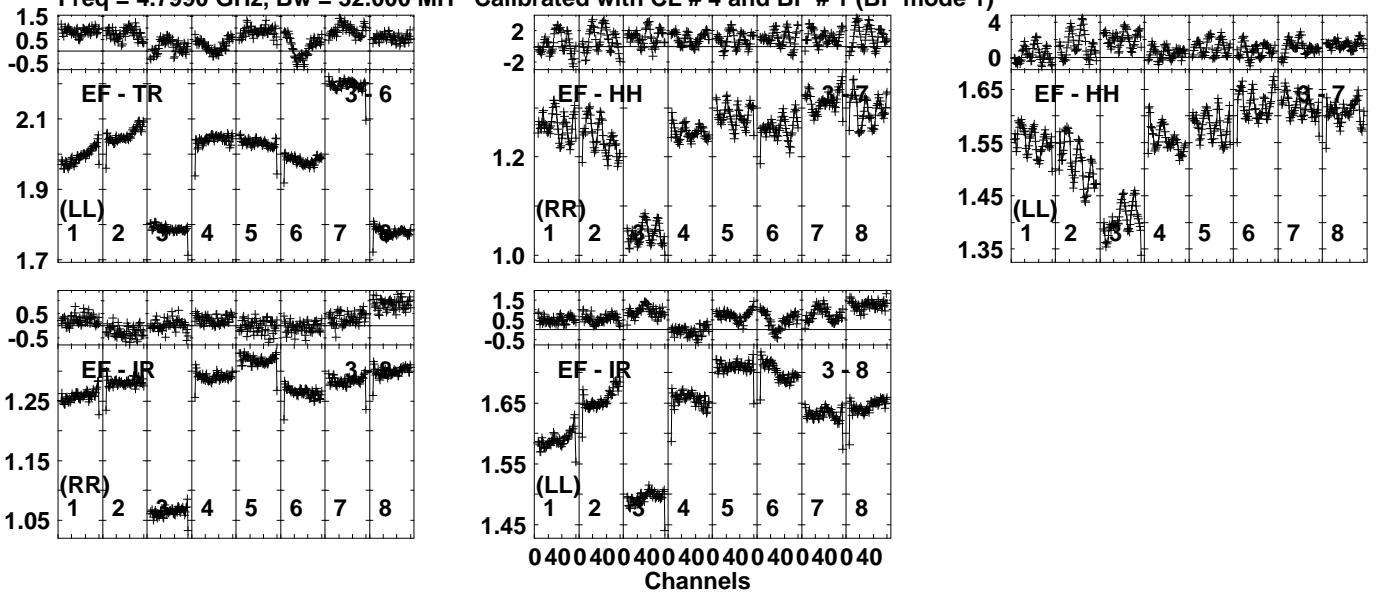 Freq = 4.7990 GHz, Bw = 32.000 MH Calibrated with CL # 4 and BP # 1 (BP mode 1)
1.5
0.5
-0.5
EF - TR 3 - 6
2.1
1.9
1.7
(LL)
1 2 3 4 5 6 7 8
2
-2
EF - HH 3 - 7
1.2
1.0
(RR)
1 2 3 4 5 6 7 8
4
0
EF - HH 3 - 7
1.65
1.55
1.45
1.35
(LL)
1 2 3 4 5 6 7 8
0.5
-0.5
EF - IR 3 - 8
1.25
1.15
1.05
(RR)
1 2 3 4 5 6 7 8
1.5
0.5
-0.5
EF - IR 3 - 8
1.65
1.55
1.45
(LL)
1 2 3 4 5 6 7 8
0 40 0 40 0 40 0 40 0 40 0 40 0 40 0 40
Channels